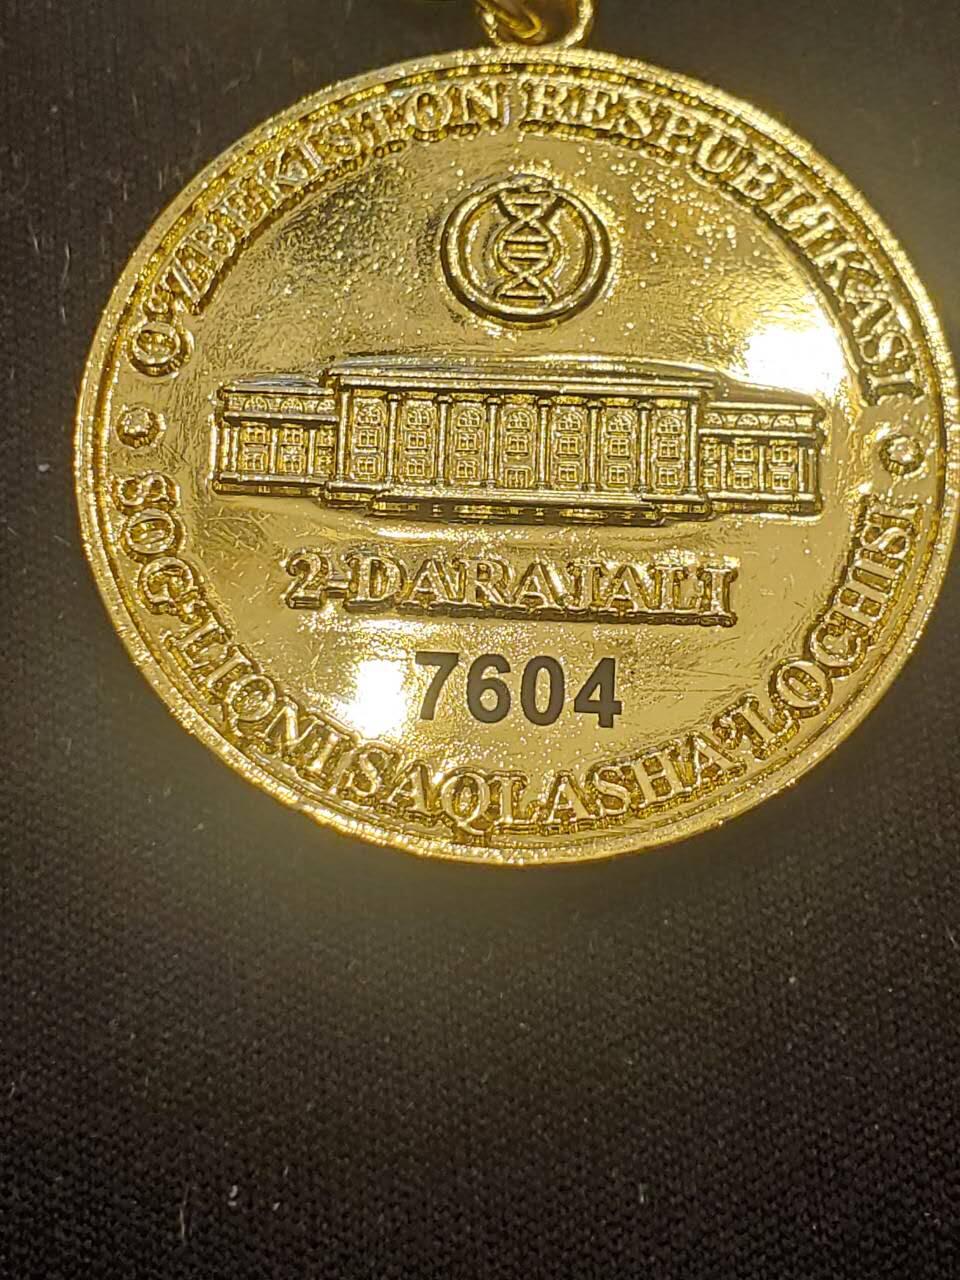 O'ZBEKISTON RESPUBLIKASI
2-DARAJALI
7604
SOG'LIQNI SAQLASH A'LOCHISI